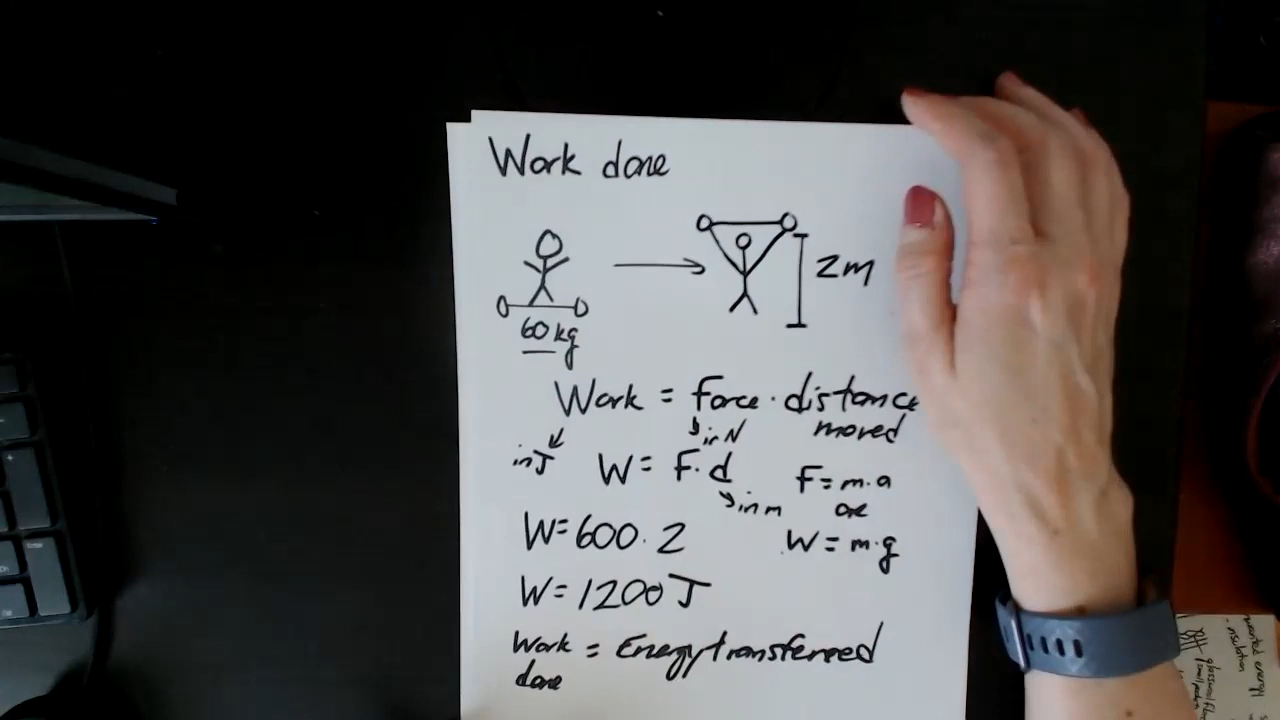 Work done
2m
60kg
Work = force · distance
moved
in N
in J
W = F · d
F = m · a
in m
or
W = 600 · 2
W = m · g
W = 1200 J
Work = Energy transferred
done